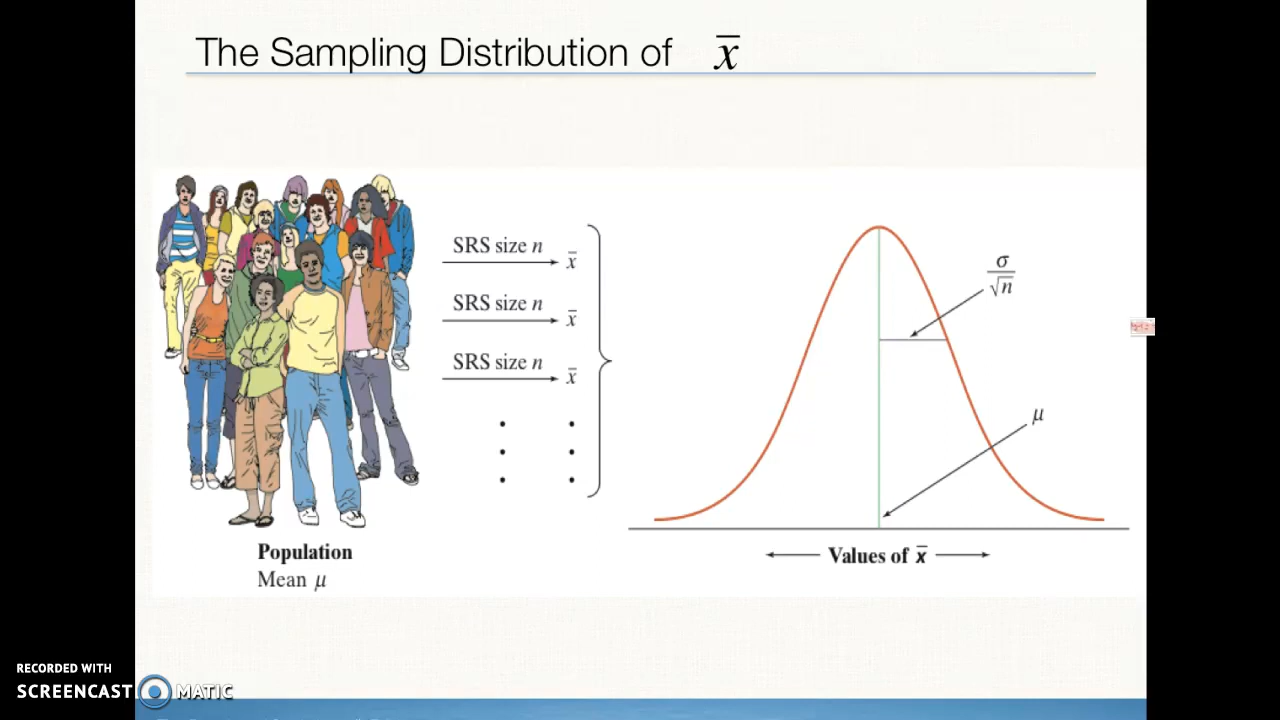 The Sampling Distribution of x̄
SRS size n
x̄
SRS size n
x̄
SRS size n
x̄
σ
√n
μ
Values of x̄
Population
Mean μ
RECORDED WITH
SCREENCAST MATIC